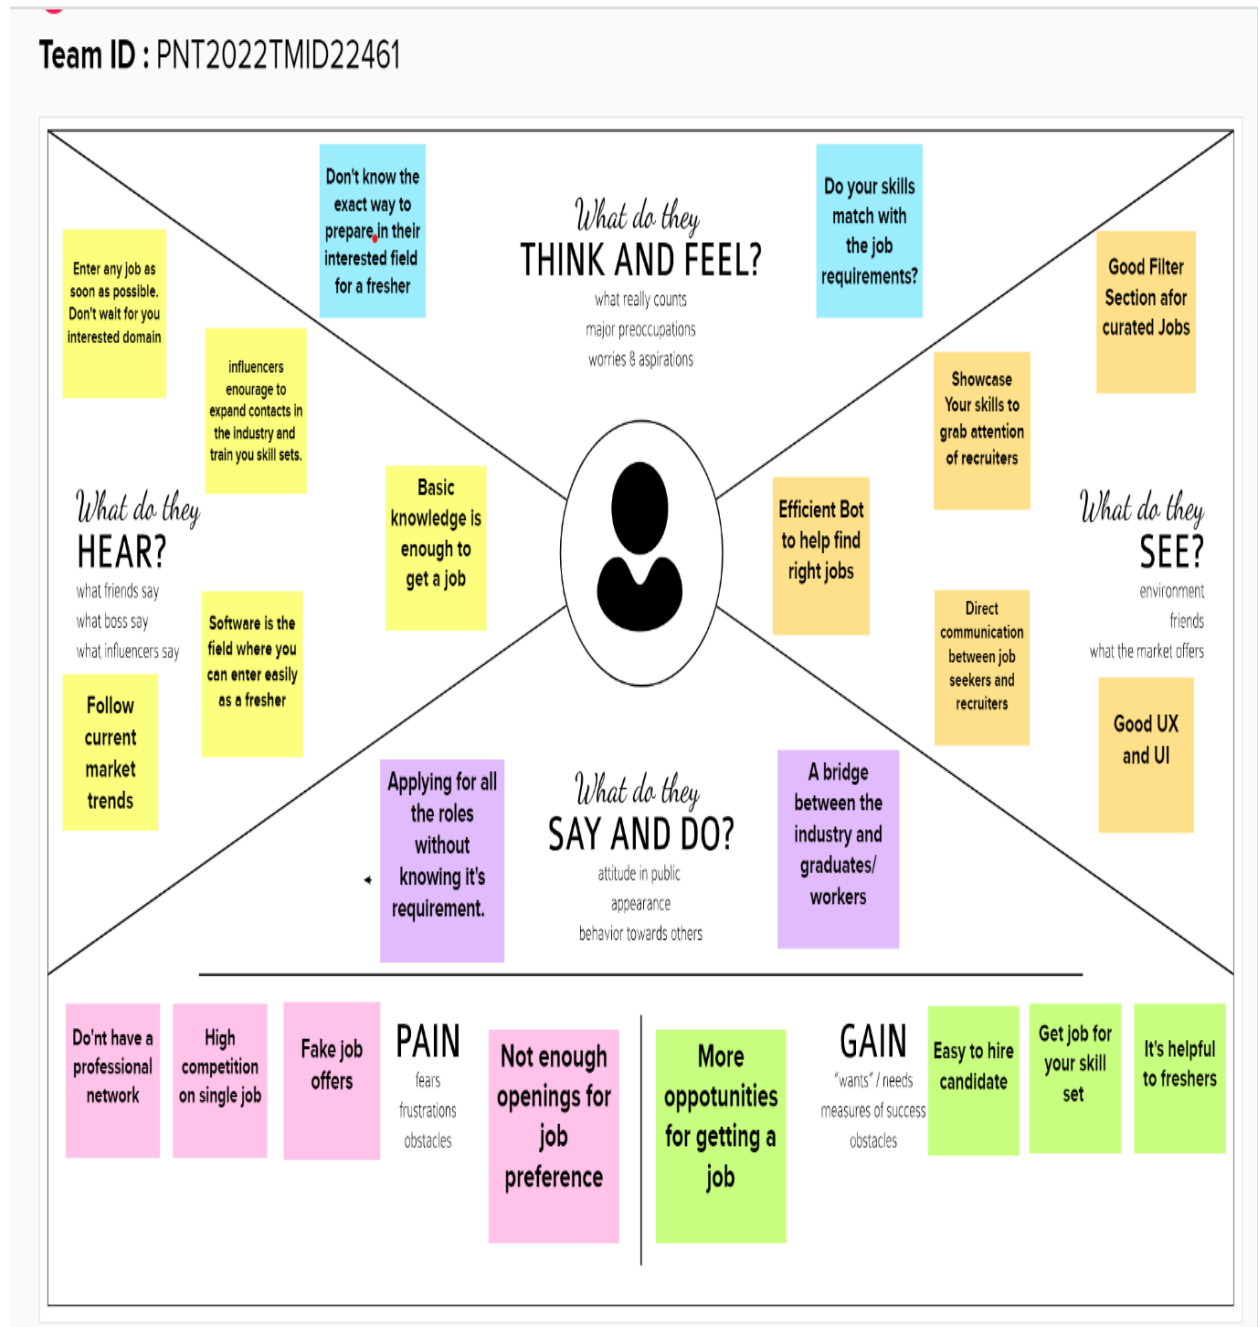 Team ID : PNT2022TMID22461
Don't know the
exact way to
prepare in their
interested field
for a fresher
What do they
THINK AND FEEL?
what really counts
major preoccupations
worries & aspirations
Do your skills
match with
the job
requirements?
Enter any job as
soon as possible.
Don't wait for you
interested domain
influencers
enourage to
expand contacts in
the industry and
train you skill sets.
Basic
knowledge is
enough to
get a job
What do they
HEAR?
what friends say
what boss say
what influencers say
Software is the
field where you
can enter easily
as a fresher
Follow
current
market
trends
Good Filter
Section afor
curated Jobs
Showcase
Your skills to
grab attention
of recruiters
Efficient Bot
to help find
right jobs
What do they
SEE?
environment
friends
what the market offers
Direct
communication
between job
seekers and
recruiters
Good UX
and UI
Applying for all
the roles
without
knowing it's
requirement.
What do they
SAY AND DO?
attitude in public
appearance
behavior towards others
A bridge
between the
industry and
graduates/
workers
Do'nt have a
professional
network
High
competition
on single job
Fake job
offers
PAIN
fears
frustrations
obstacles
Not enough
openings for
job
preference
More
oppotunities
for getting a
job
GAIN
"wants" / needs
measures of success
obstacles
Easy to hire
candidate
Get job for
your skill
set
It's helpful
to freshers